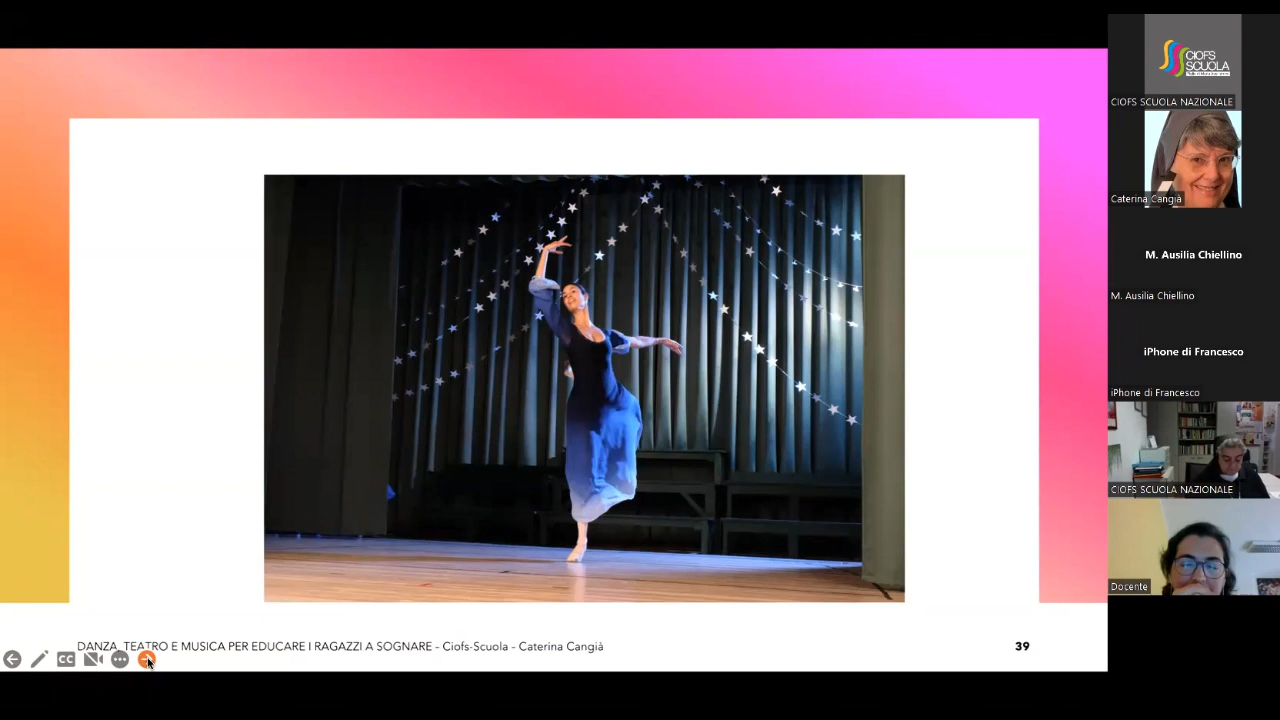 DANZA, TEATRO E MUSICA PER EDUCARE I RAGAZZI A SOGNARE - Ciofs-Scuola - Caterina Cangià
39
CC
CIOFS
SCUOLA
CIOFS SCUOLA NAZIONALE
Caterina Cangià
M. Ausilia Chiellino
M. Ausilia Chiellino
iPhone di Francesco
iPhone di Francesco
CIOFS SCUOLA NAZIONALE
Docente